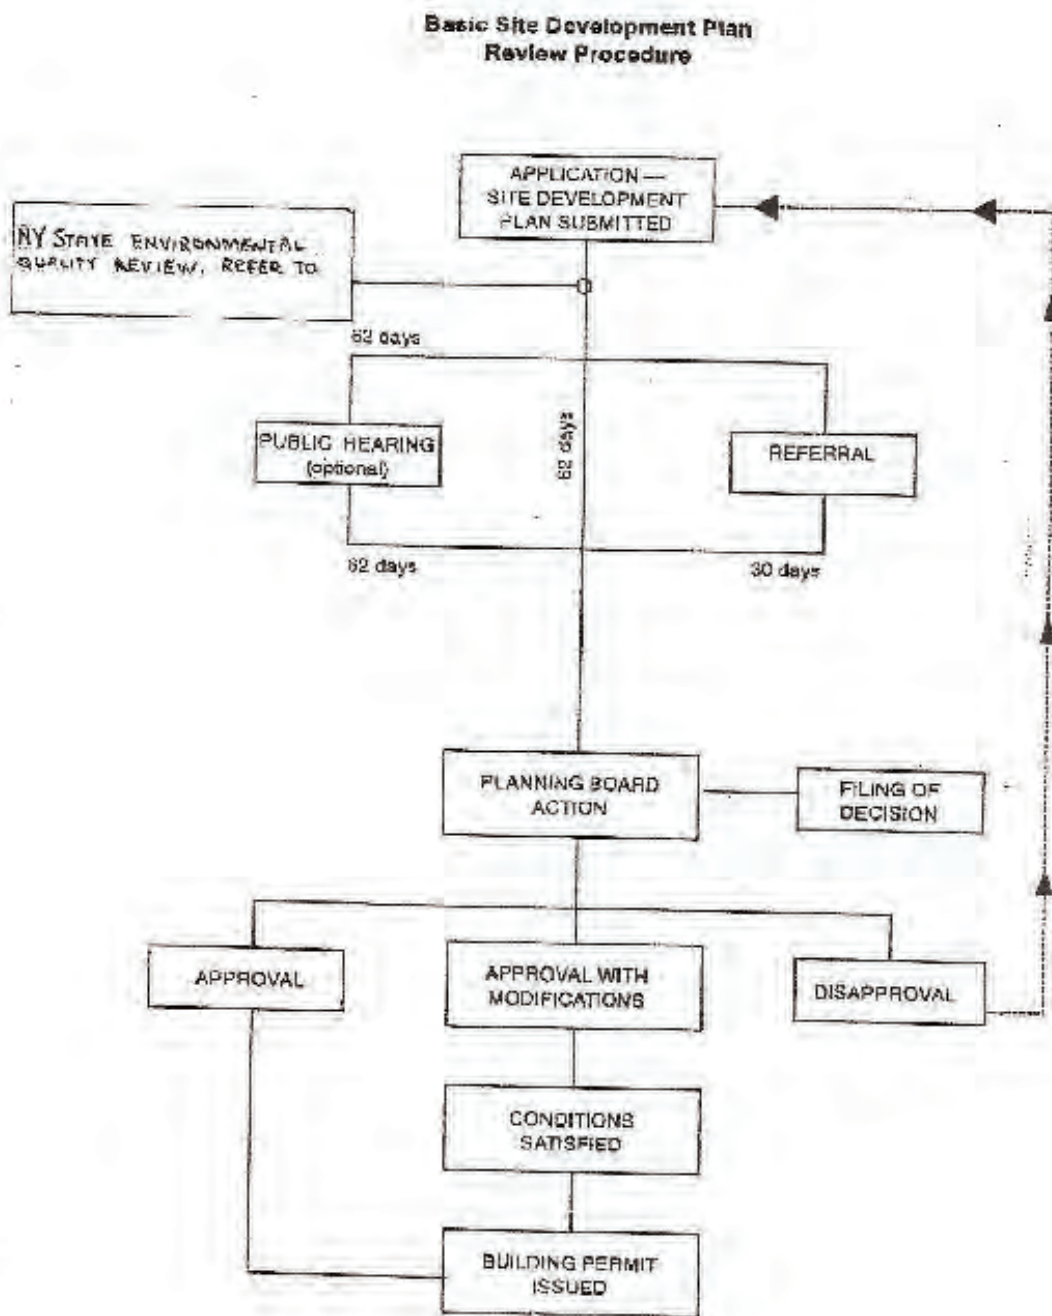 Basic Site Development Plan
Review Procedure
APPLICATION —
SITE DEVELOPMENT
PLAN SUBMITTED
NY STATE ENVIRONMENTAL
QUALITY REVIEW. REFER TO
62 days
PUBLIC HEARING
(optional)
62 days
REFERRAL
62 days
30 days
PLANNING BOARD
ACTION
FILING OF
DECISION
APPROVAL
APPROVAL WITH
MODIFICATIONS
DISAPPROVAL
CONDITIONS
SATISFIED
BUILDING PERMIT
ISSUED